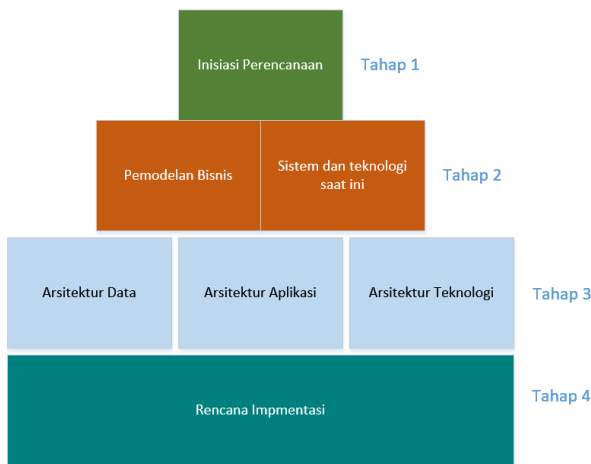 Inisiasi Perencanaan
Tahap 1
Pemodelan Bisnis
Sistem dan teknologi
saat ini
Tahap 2
Arsitektur Data
Arsitektur Aplikasi
Arsitektur Teknologi
Tahap 3
Rencana Impmentasi
Tahap 4